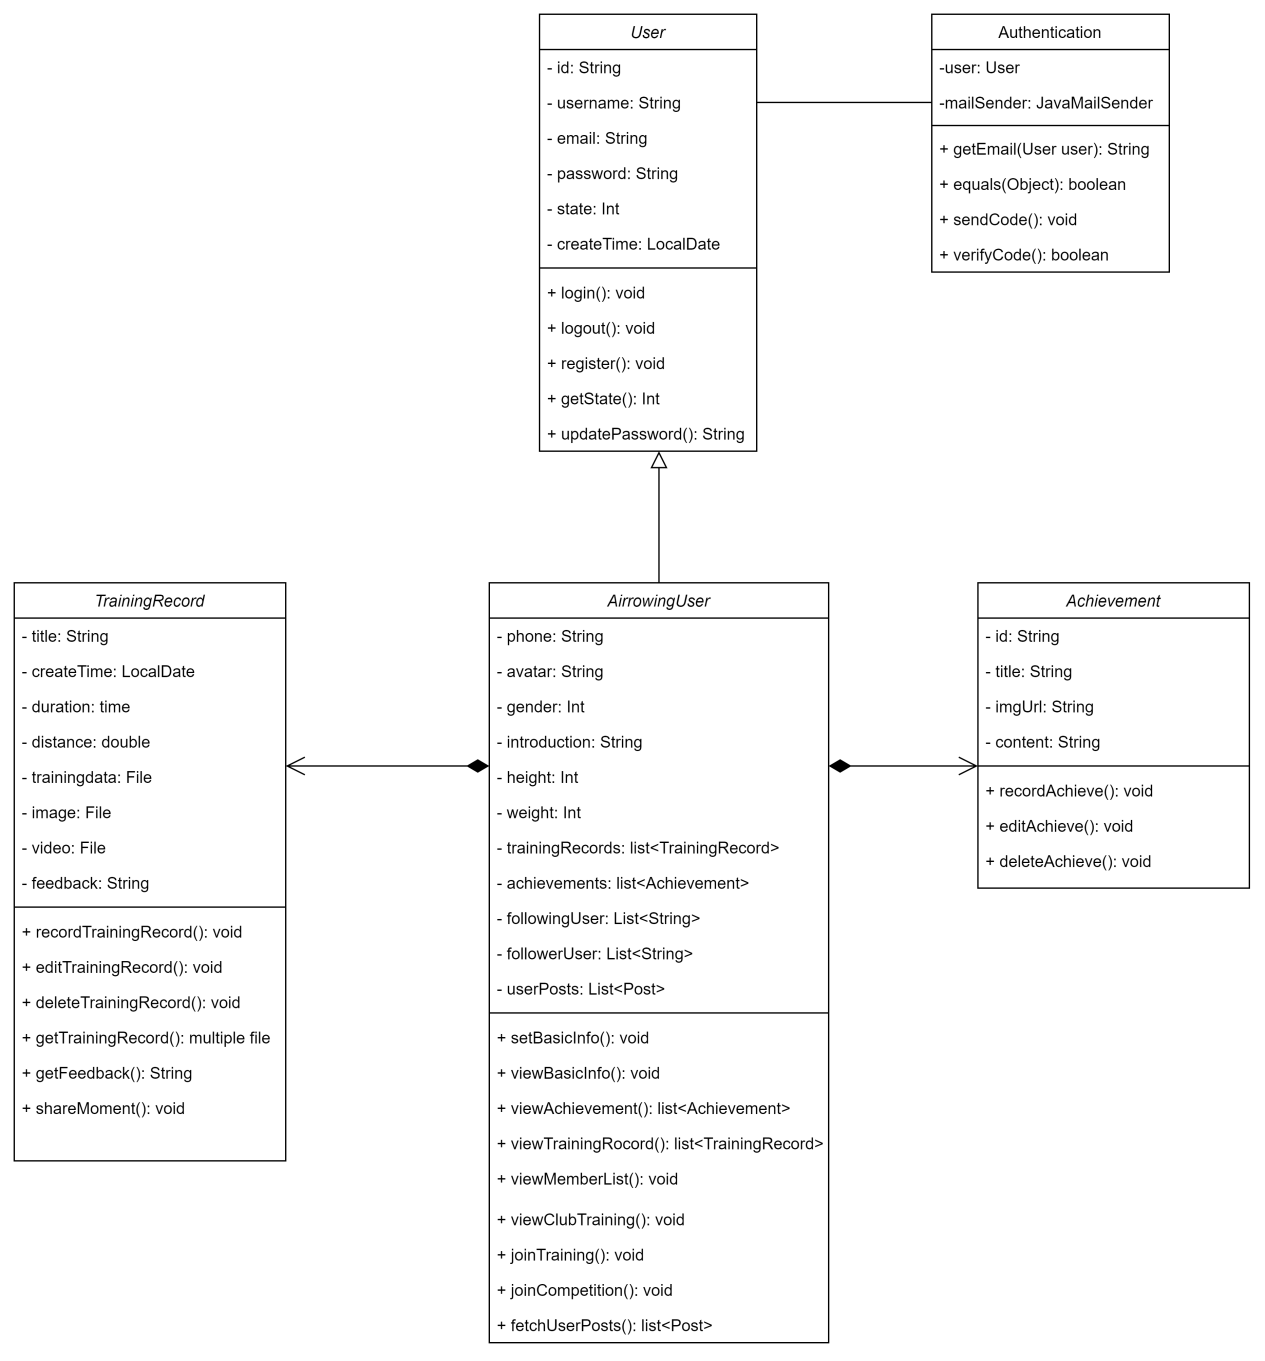 User
- id: String
- username: String
- email: String
- password: String
- state: Int
- createTime: LocalDate
+ login(): void
+ logout(): void
+ register(): void
+ getState(): Int
+ updatePassword(): String
Authentication
-user: User
-mailSender: JavaMailSender
+ getEmail(User user): String
+ equals(Object): boolean
+ sendCode(): void
+ verifyCode(): boolean
TrainingRecord
- title: String
- createTime: LocalDate
- duration: time
- distance: double
- trainingdata: File
- image: File
- video: File
- feedback: String
+ recordTrainingRecord(): void
+ editTrainingRecord(): void
+ deleteTrainingRecord(): void
+ getTrainingRecord(): multiple file
+ getFeedback(): String
+ shareMoment(): void
AirrowingUser
- phone: String
- avatar: String
- gender: Int
- introduction: String
- height: Int
- weight: Int
- trainingRecords: list<TrainingRecord>
- achievements: list<Achievement>
- followingUser: List<String>
- followerUser: List<String>
- userPosts: List<Post>
+ setBasicInfo(): void
+ viewBasicInfo(): void
+ viewAchievement(): list<Achievement>
+ viewTrainingRocord(): list<TrainingRecord>
+ viewMemberList(): void
+ viewClubTraining(): void
+ joinTraining(): void
+ joinCompetition(): void
+ fetchUserPosts(): list<Post>
Achievement
- id: String
- title: String
- imgUrl: String
- content: String
+ recordAchieve(): void
+ editAchieve(): void
+ deleteAchieve(): void